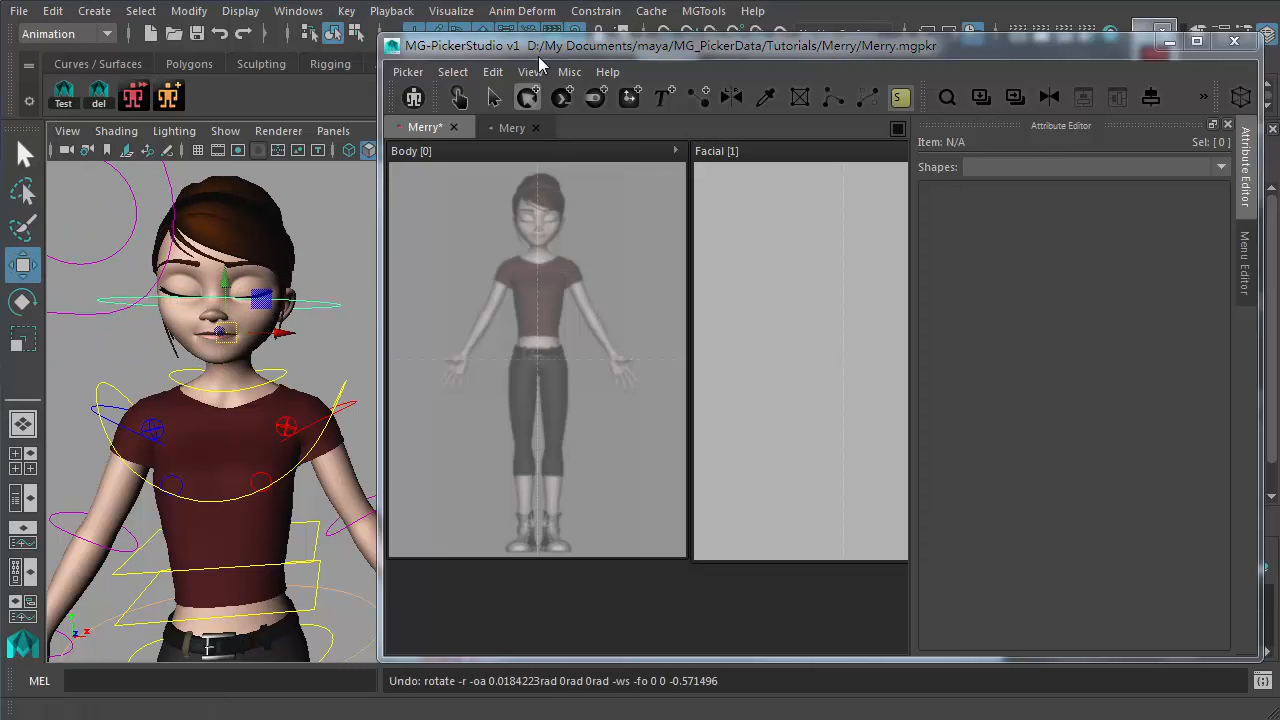 File Edit Create Select Modify Display Windows Key Playback Visualize Anim Deform Constrain Cache MGTools Help
Animation
MG-PickerStudio v1 D:/My Documents/maya/MG_PickerData/Tutorials/Merry/Merry.mgpkr
Curves / Surfaces Polygons Sculpting Rigging
Picker Select Edit View Misc Help
Test del
T S »
Merry* Merry
View Shading Lighting Show Renderer Panels
Attribute Editor
Body [0] Facial [1]
Item: N/A Sel: [ 0 ]
Shapes:
Attribute Editor
Menu Editor
MEL Undo: rotate -r -oa 0.0184223rad 0rad 0rad -ws -fo 0 0 -0.571496